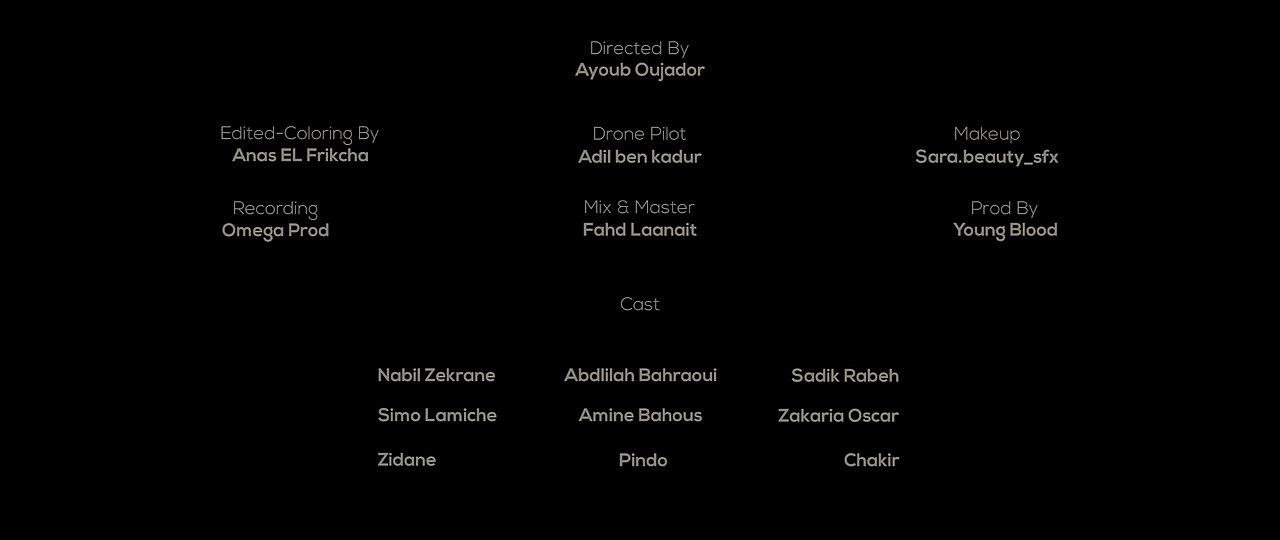 Directed By
Ayoub Oujador
Edited-Coloring By
Anas EL Frikcha
Drone Pilot
Adil ben kadur
Makeup
Sara.beauty_sfx
Recording
Omega Prod
Mix & Master
Fahd Laanait
Prod By
Young Blood
Cast
Nabil Zekrane
Abdlilah Bahraoui
Sadik Rabeh
Simo Lamiche
Amine Bahous
Zakaria Oscar
Zidane
Pindo
Chakir